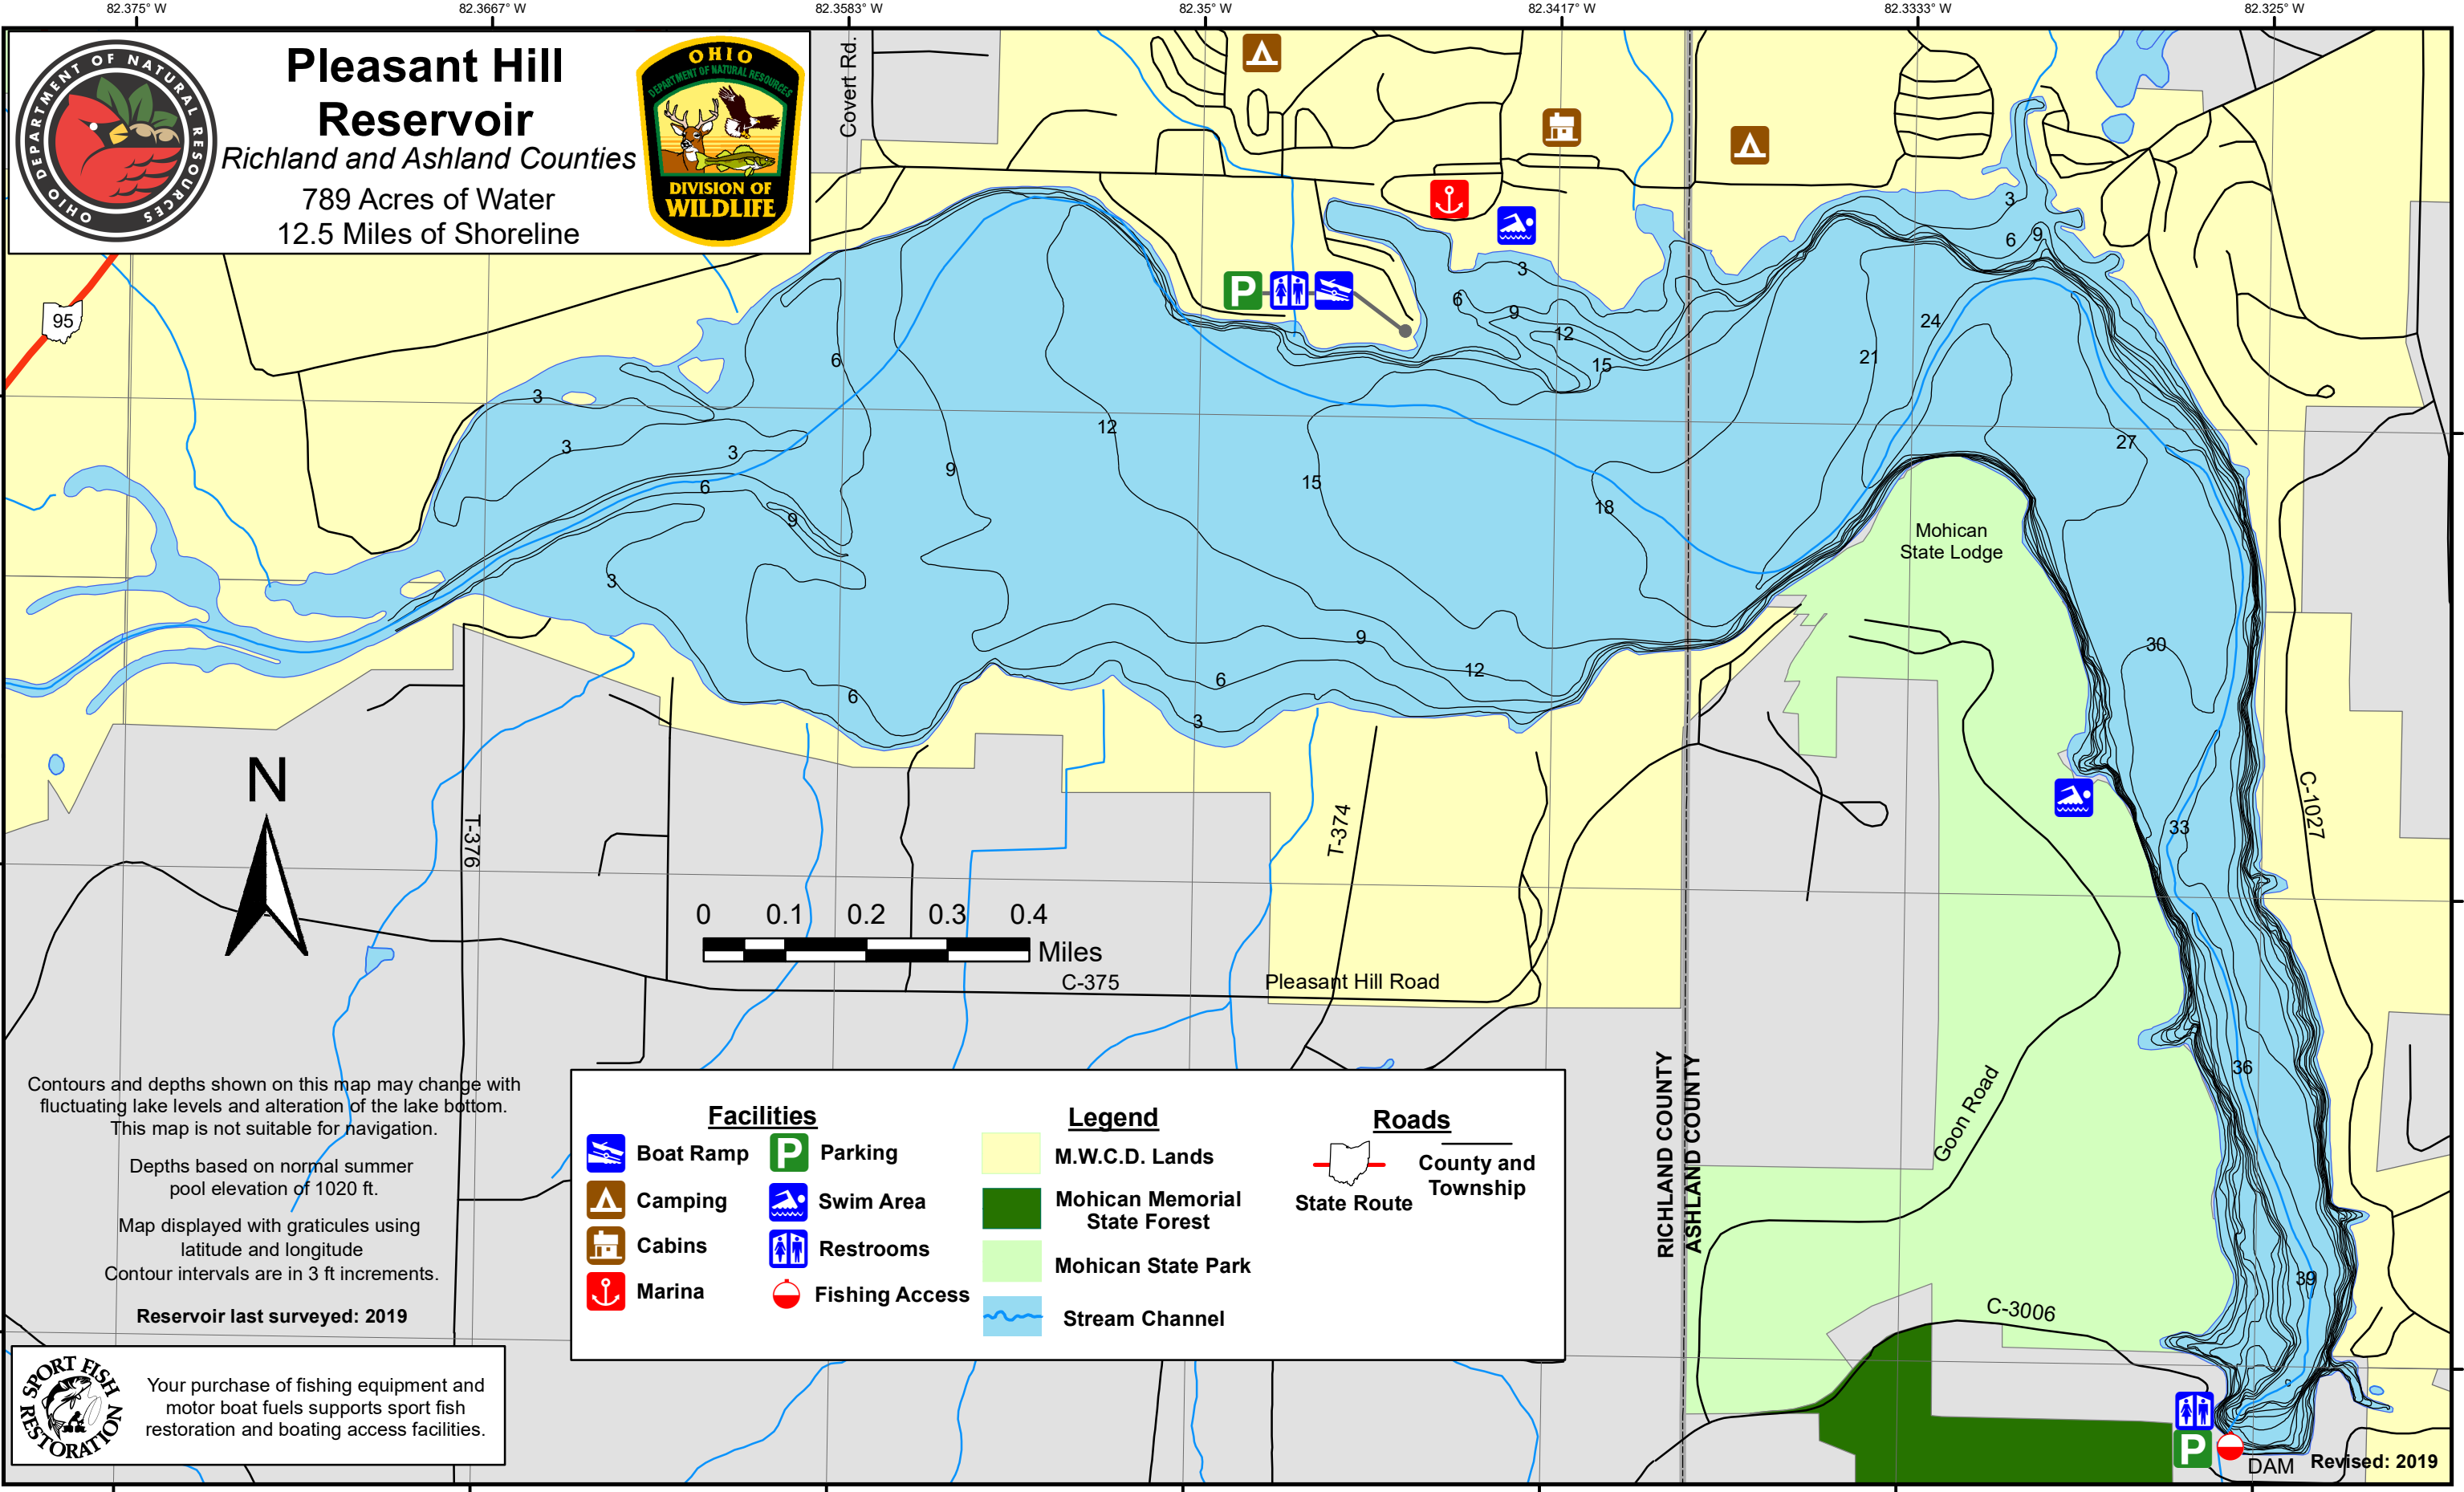 82.375° W
82.3667° W
82.3583° W
82.35° W
82.3417° W
82.3333° W
82.325° W
OHIO DEPARTMENT OF NATURAL RESOURCES
Pleasant Hill
Reservoir
Richland and Ashland Counties
789 Acres of Water
12.5 Miles of Shoreline
OHIO
DEPARTMENT OF NATURAL RESOURCES
DIVISION OF
WILDLIFE
Covert Rd.
95
3
6
9
3
6
9
12
15
24
21
27
6
3
3
3
6
9
12
9
15
18
3
Mohican
State Lodge
30
9
12
6
6
3
33
36
39
P
N
T-376
T-374
C-1027
0 0.1 0.2 0.3 0.4
Miles
C-375
Pleasant Hill Road
Goon Road
C-3006
RICHLAND COUNTY
ASHLAND COUNTY
Contours and depths shown on this map may change with
fluctuating lake levels and alteration of the lake bottom.
This map is not suitable for navigation.
Depths based on normal summer
pool elevation of 1020 ft.
Map displayed with graticules using
latitude and longitude
Contour intervals are in 3 ft increments.
Reservoir last surveyed: 2019
SPORT FISH
RESTORATION
Your purchase of fishing equipment and
motor boat fuels supports sport fish
restoration and boating access facilities.
Facilities
Boat Ramp
Camping
Cabins
Marina
P
Parking
Swim Area
Restrooms
Fishing Access
Legend
M.W.C.D. Lands
Mohican Memorial
State Forest
Mohican State Park
Stream Channel
Roads
State Route
County and
Township
P
DAM
Revised: 2019